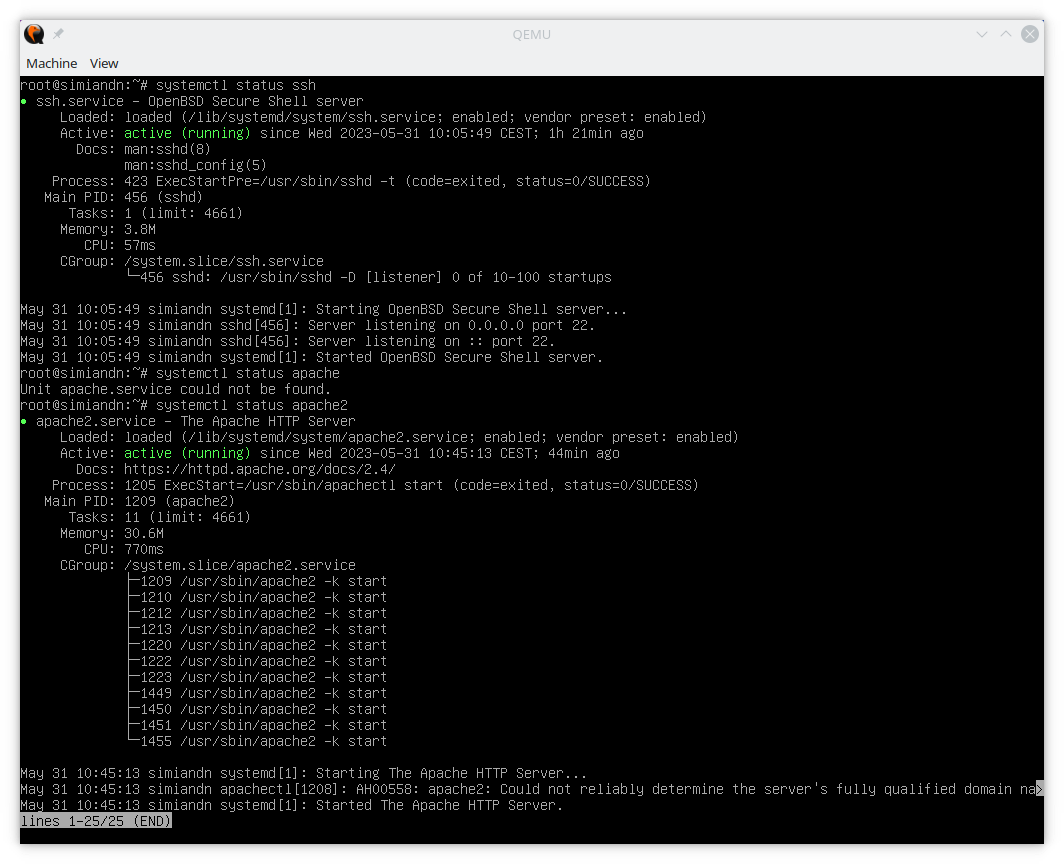 QEMU
Machine View
root@simiandn:~# systemctl status ssh
● ssh.service - OpenBSD Secure Shell server
     Loaded: loaded (/lib/systemd/system/ssh.service; enabled; vendor preset: enabled)
     Active: active (running) since Wed 2023-05-31 10:05:49 CEST; 1h 21min ago
       Docs: man:sshd(8)
             man:sshd_config(5)
    Process: 423 ExecStartPre=/usr/sbin/sshd -t (code=exited, status=0/SUCCESS)
   Main PID: 456 (sshd)
      Tasks: 1 (limit: 4661)
     Memory: 3.8M
        CPU: 57ms
     CGroup: /system.slice/ssh.service
             └─456 sshd: /usr/sbin/sshd -D [listener] 0 of 10-100 startups

May 31 10:05:49 simiandn systemd[1]: Starting OpenBSD Secure Shell server...
May 31 10:05:49 simiandn sshd[456]: Server listening on 0.0.0.0 port 22.
May 31 10:05:49 simiandn sshd[456]: Server listening on :: port 22.
May 31 10:05:49 simiandn systemd[1]: Started OpenBSD Secure Shell server.
root@simiandn:~# systemctl status apache
Unit apache.service could not be found.
root@simiandn:~# systemctl status apache2
● apache2.service - The Apache HTTP Server
     Loaded: loaded (/lib/systemd/system/apache2.service; enabled; vendor preset: enabled)
     Active: active (running) since Wed 2023-05-31 10:45:13 CEST; 44min ago
       Docs: https://httpd.apache.org/docs/2.4/
    Process: 1205 ExecStart=/usr/sbin/apachectl start (code=exited, status=0/SUCCESS)
   Main PID: 1209 (apache2)
      Tasks: 11 (limit: 4661)
     Memory: 30.6M
        CPU: 770ms
     CGroup: /system.slice/apache2.service
             ├─1209 /usr/sbin/apache2 -k start
             ├─1210 /usr/sbin/apache2 -k start
             ├─1212 /usr/sbin/apache2 -k start
             ├─1213 /usr/sbin/apache2 -k start
             ├─1220 /usr/sbin/apache2 -k start
             ├─1222 /usr/sbin/apache2 -k start
             ├─1223 /usr/sbin/apache2 -k start
             ├─1449 /usr/sbin/apache2 -k start
             ├─1450 /usr/sbin/apache2 -k start
             ├─1451 /usr/sbin/apache2 -k start
             └─1455 /usr/sbin/apache2 -k start

May 31 10:45:13 simiandn systemd[1]: Starting The Apache HTTP Server...
May 31 10:45:13 simiandn apachectl[1208]: AH00558: apache2: Could not reliably determine the server's fully qualified domain na>
May 31 10:45:13 simiandn systemd[1]: Started The Apache HTTP Server.
lines 1-25/25 (END)